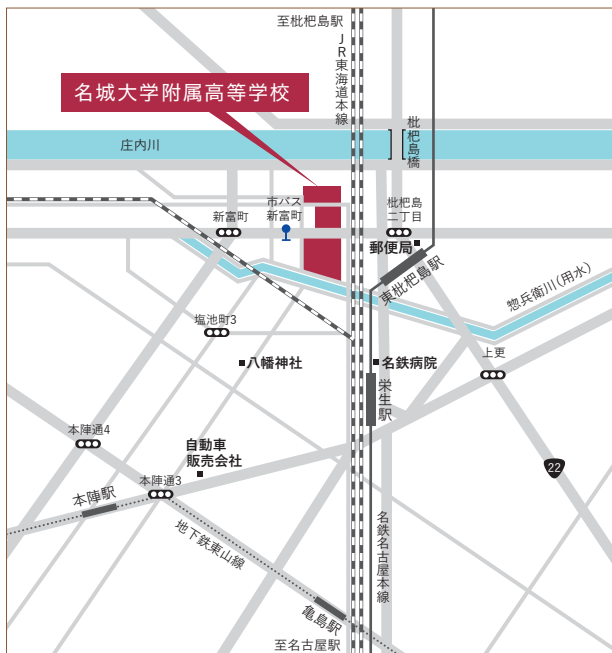 至枇杷島駅
JR東海道本線
名城大学附属高等学校
枇杷島橋
庄内川
市バス
新富町
新富町
枇杷島
二丁目
郵便局
東枇杷島駅
惣兵衛川(用水)
塩池町3
八幡神社
名鉄病院
上更
栄生駅
本陣通4
自動車
販売会社
22
本陣通3
本陣駅
地下鉄東山線
名鉄名古屋本線
亀島駅
至名古屋駅